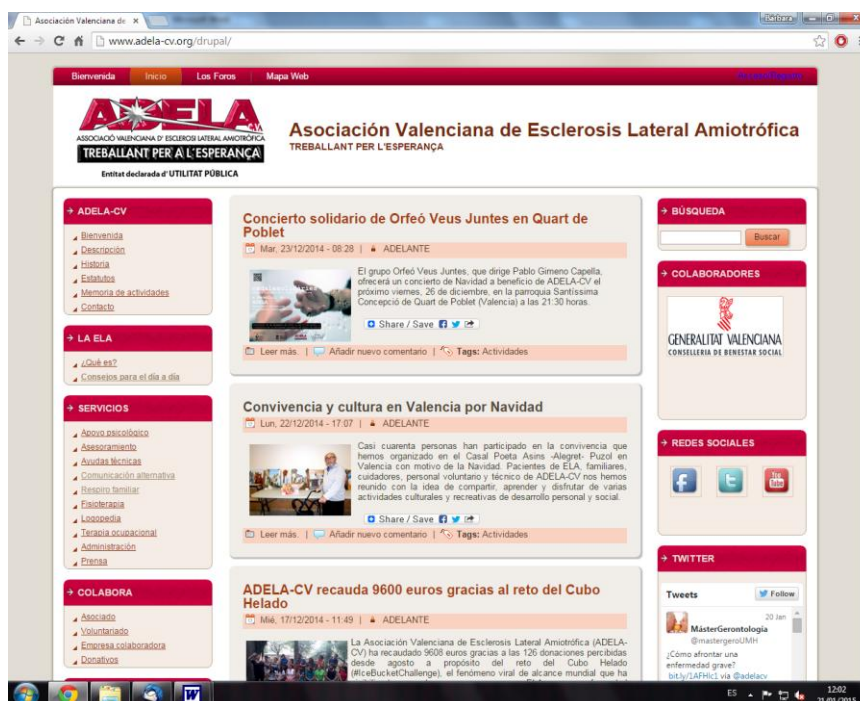 Asociación Valenciana de
Bárbara
www.adela-cv.org/drupal/
Bienvenida
Inicio
Los Foros
Mapa Web
ADELA
CV
ASSOCIACIÓ VALENCIANA D' ESCLEROSI LATERAL AMIOTRÒFICA
TREBALLANT PER A L'ESPERANÇA
Entitat declarada d'UTILITAT PÚBLICA
Asociación Valenciana de Esclerosis Lateral Amiotrófica
TREBALLANT PER L'ESPERANÇA
ADELA-CV
Bienvenida
Descripción
Historia
Estatutos
Memoria de actividades
Contacto
LA ELA
¿Qué es?
Consejos para el día a día
SERVICIOS
Apoyo psicológico
Asesoramiento
Ayudas técnicas
Comunicación alternativa
Respiro familiar
Fisioterapia
Logopedia
Terapia ocupacional
Administración
Prensa
COLABORA
Asociado
Voluntariado
Empresa colaboradora
Donativos
Concierto solidario de Orfeó Veus Juntes en Quart de
Poblet
Mar, 23/12/2014 - 08:28 | ADELANTE
El grupo Orfeó Veus Juntes, que dirige Pablo Gimeno Capella,
ofrecerá un concierto de Navidad a beneficio de ADELA-CV el
próximo viernes, 26 de diciembre, en la parroquia Santíssima
Concepció de Quart de Poblet (Valencia) a las 21:30 horas.
Share / Save
Leer más. | Añadir nuevo comentario | Tags: Actividades
Convivencia y cultura en Valencia por Navidad
Lun, 22/12/2014 - 17:07 | ADELANTE
Casi cuarenta personas han participado en la convivencia que
hemos organizado en el Casal Poeta Asins -Alegret- Puzol en
Valencia con motivo de la Navidad. Pacientes de ELA, familiares,
cuidadores, personal voluntario y técnico de ADELA-CV nos hemos
reunido con la idea de compartir, aprender y disfrutar de varias
actividades culturales y recreativas de desarrollo personal y social.
Share / Save
Leer más. | Añadir nuevo comentario | Tags: Actividades
ADELA-CV recauda 9600 euros gracias al reto del Cubo
Helado
Mié, 17/12/2014 - 11:49 | ADELANTE
La Asociación Valenciana de Esclerosis Lateral Amiotrófica (ADELA-
CV) ha recaudado 9608 euros gracias a las 126 donaciones percibidas
desde agosto a propósito del reto del Cubo Helado
(#IceBucketChallenge), el fenómeno viral de alcance mundial que ha
BÚSQUEDA
Buscar
COLABORADORES
GENERALITAT VALENCIANA
CONSELLERIA DE BENESTAR SOCIAL
REDES SOCIALES
You
Tube
TWITTER
Tweets
Follow
20 Jan
MásterGerontología
@mastergeroUMH
¿Cómo afrontar una
enfermedad grave?
bit.ly/1AFHlc1 via @adelacv
ES
12:02
21/01/2015